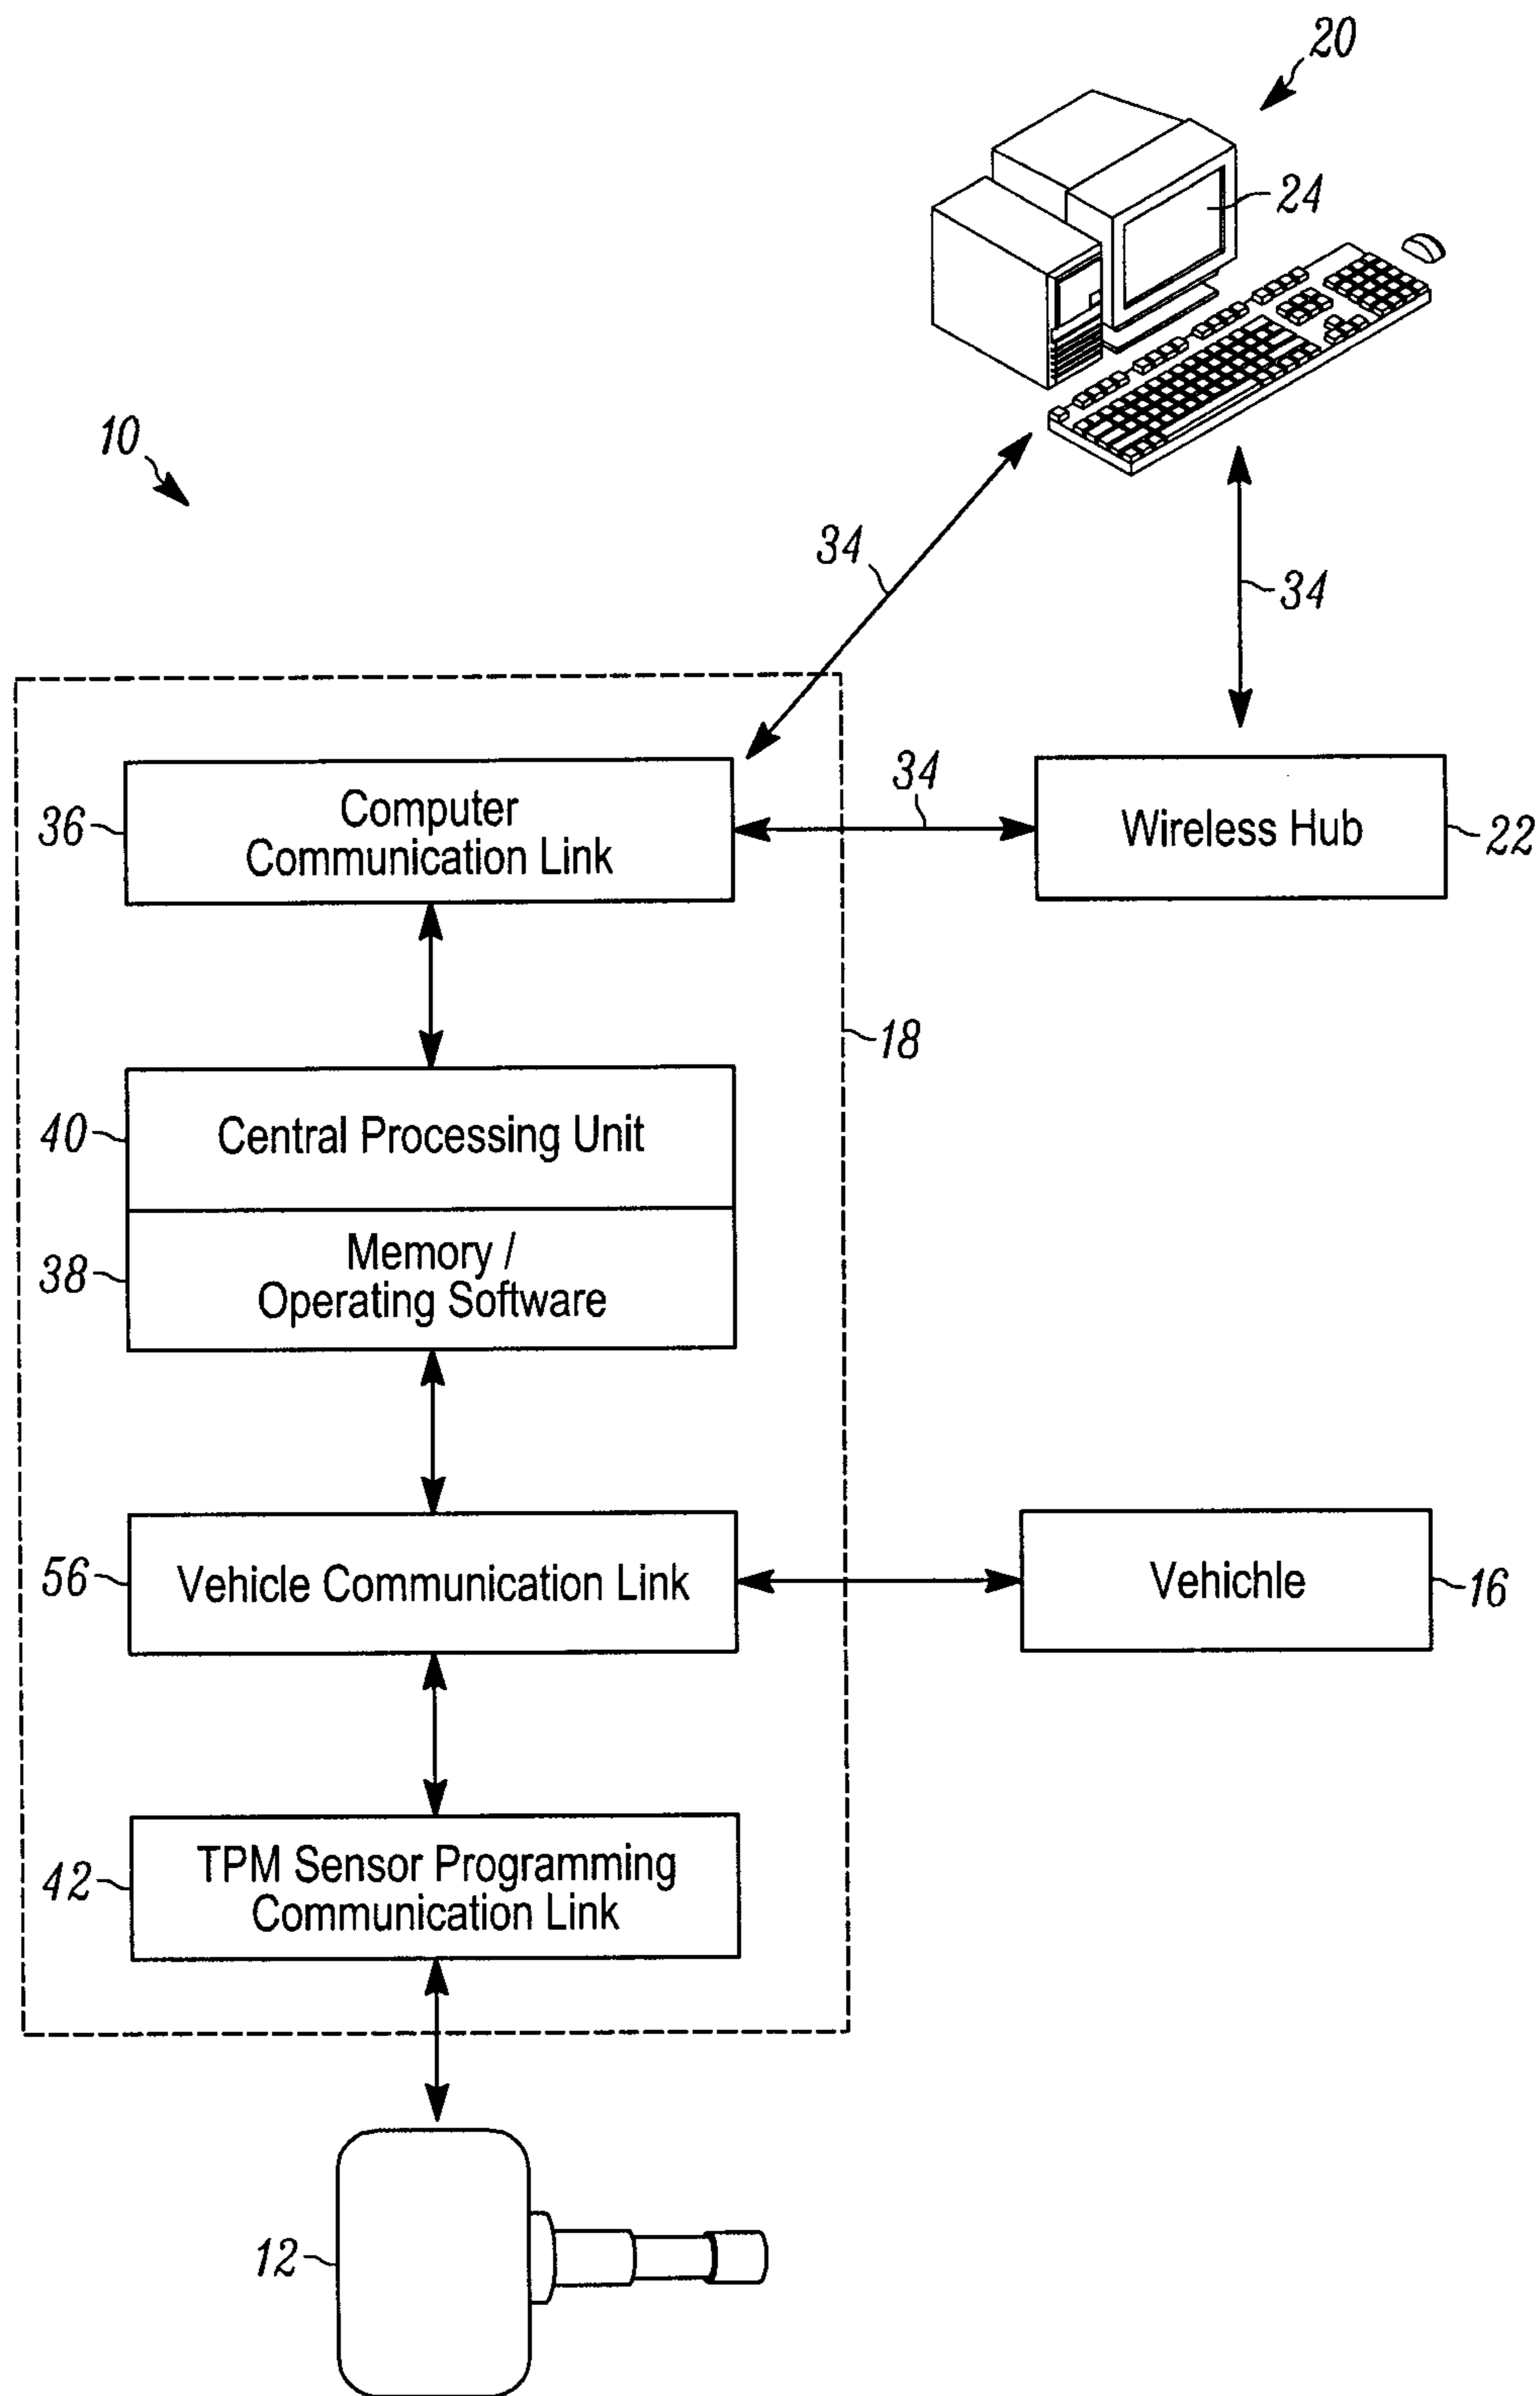 20
24
10
34
34
34
36
Computer
Communication Link
Wireless Hub
22
18
40
Central Processing Unit
38
Memory /
Operating Software
56
Vehicle Communication Link
Vehichle
16
42
TPM Sensor Programming
Communication Link
12